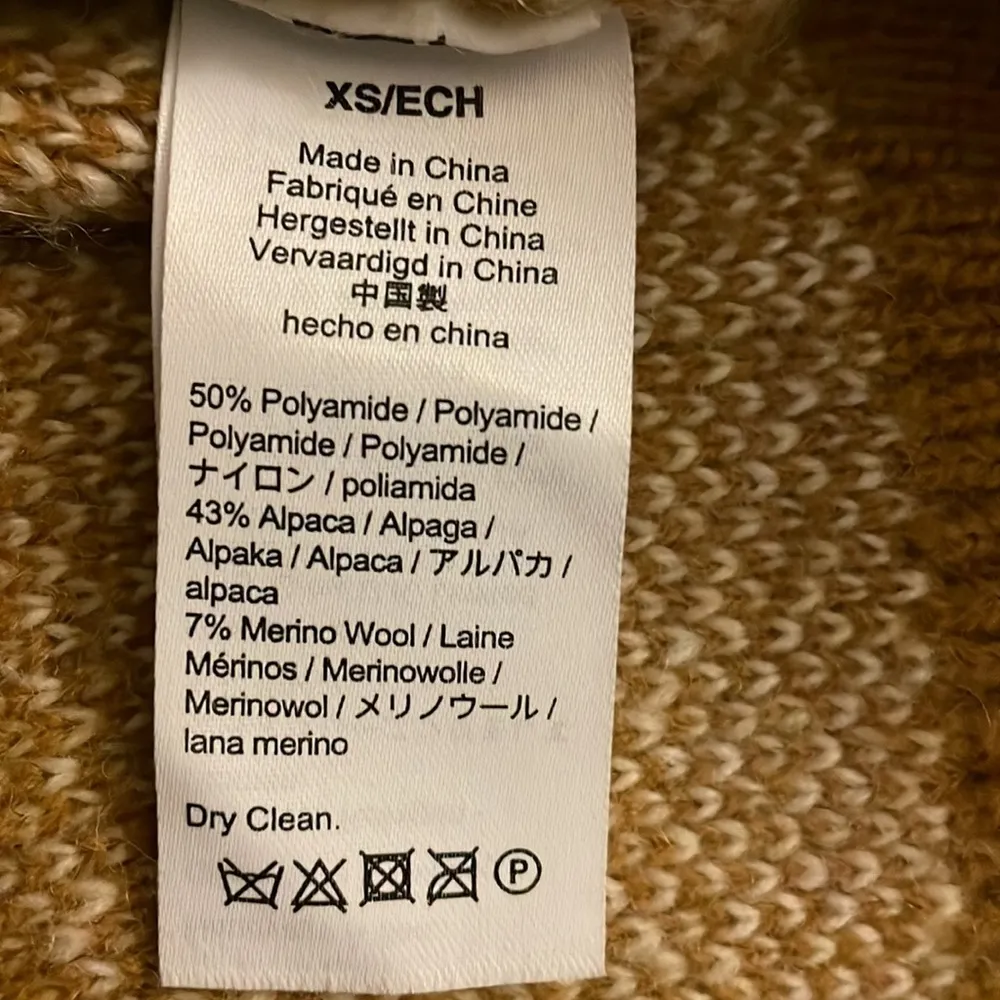 XS/ECH
Made in China
Fabriqué en Chine
Hergestellt in China
Vervaardigd in China
中国製
hecho en china
50% Polyamide / Polyamide /
Polyamide / Polyamide /
ナイロン / poliamida
43% Alpaca / Alpaga /
Alpaka / Alpaca / アルパカ /
alpaca
7% Merino Wool / Laine
Mérinos / Merinowolle /
Merinowol / メリノウール /
lana merino
Dry Clean.
P